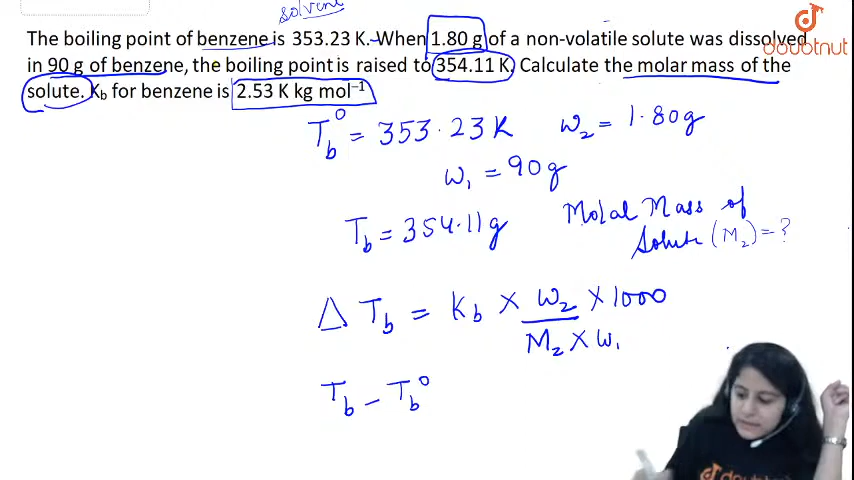 solvent
The boiling point of benzene is 353.23 K. When 1.80 g of a non-volatile solute was dissolved
in 90 g of benzene, the boiling point is raised to 354.11 K. Calculate the molar mass of the
solute. Kb for benzene is 2.53 K kg mol⁻¹
doubtnut
Tb⁰ = 353.23 K w₂ = 1.80g
w₁ = 90g
Tb = 354.11g Molal Mass of
Solute (M₂) = ?
Δ Tb = Kb × w₂ × 1000
M₂ × w₁
Tb − Tb⁰